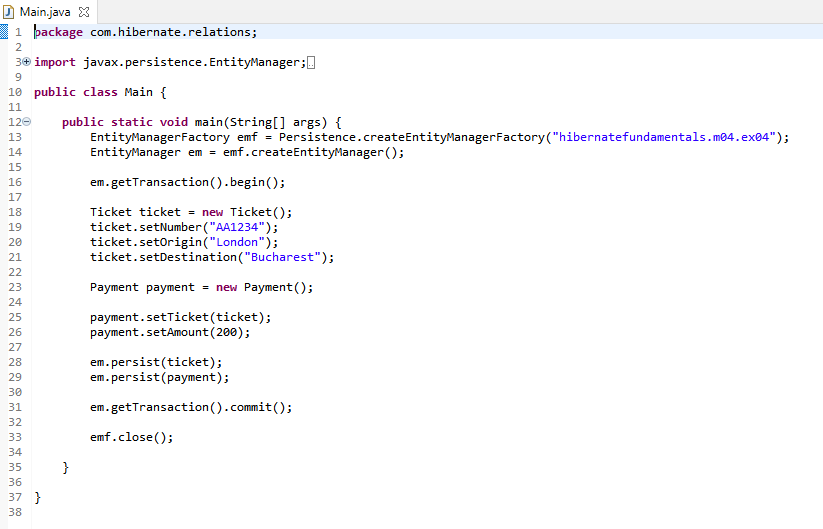 Main.java
1 package com.hibernate.relations;
2
3 import javax.persistence.EntityManager;
9
10 public class Main {
11
12 public static void main(String[] args) {
13 EntityManagerFactory emf = Persistence.createEntityManagerFactory("hibernatefundamentals.m04.ex04");
14 EntityManager em = emf.createEntityManager();
15
16 em.getTransaction().begin();
17
18 Ticket ticket = new Ticket();
19 ticket.setNumber("AA1234");
20 ticket.setOrigin("London");
21 ticket.setDestination("Bucharest");
22
23 Payment payment = new Payment();
24
25 payment.setTicket(ticket);
26 payment.setAmount(200);
27
28 em.persist(ticket);
29 em.persist(payment);
30
31 em.getTransaction().commit();
32
33 emf.close();
34
35 }
36
37 }
38